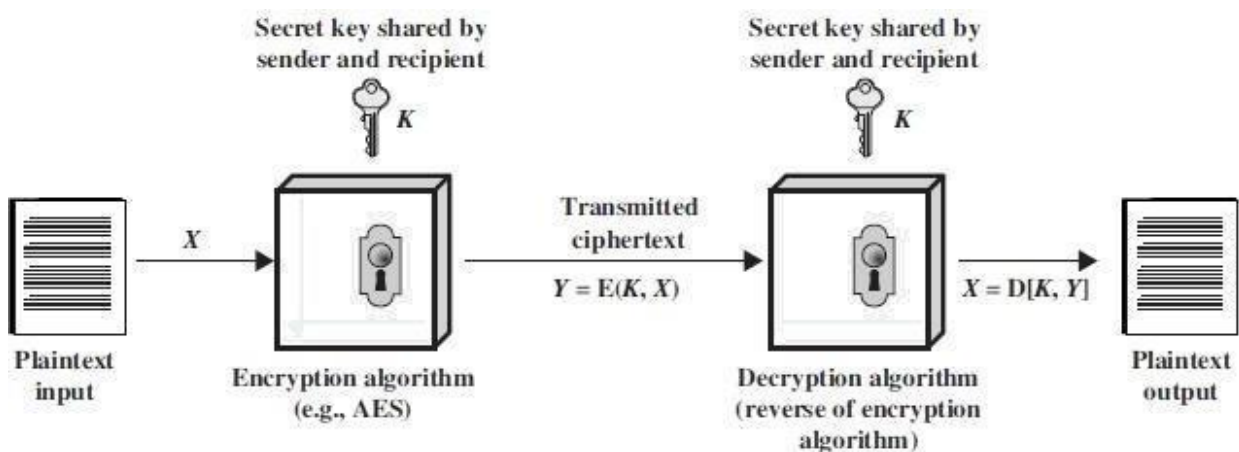 Secret key shared by
sender and recipient
K
Secret key shared by
sender and recipient
K
X
Transmitted
ciphertext
Y = E(K, X)
X = D[K, Y]
Plaintext
input
Encryption algorithm
(e.g., AES)
Decryption algorithm
(reverse of encryption
algorithm)
Plaintext
output